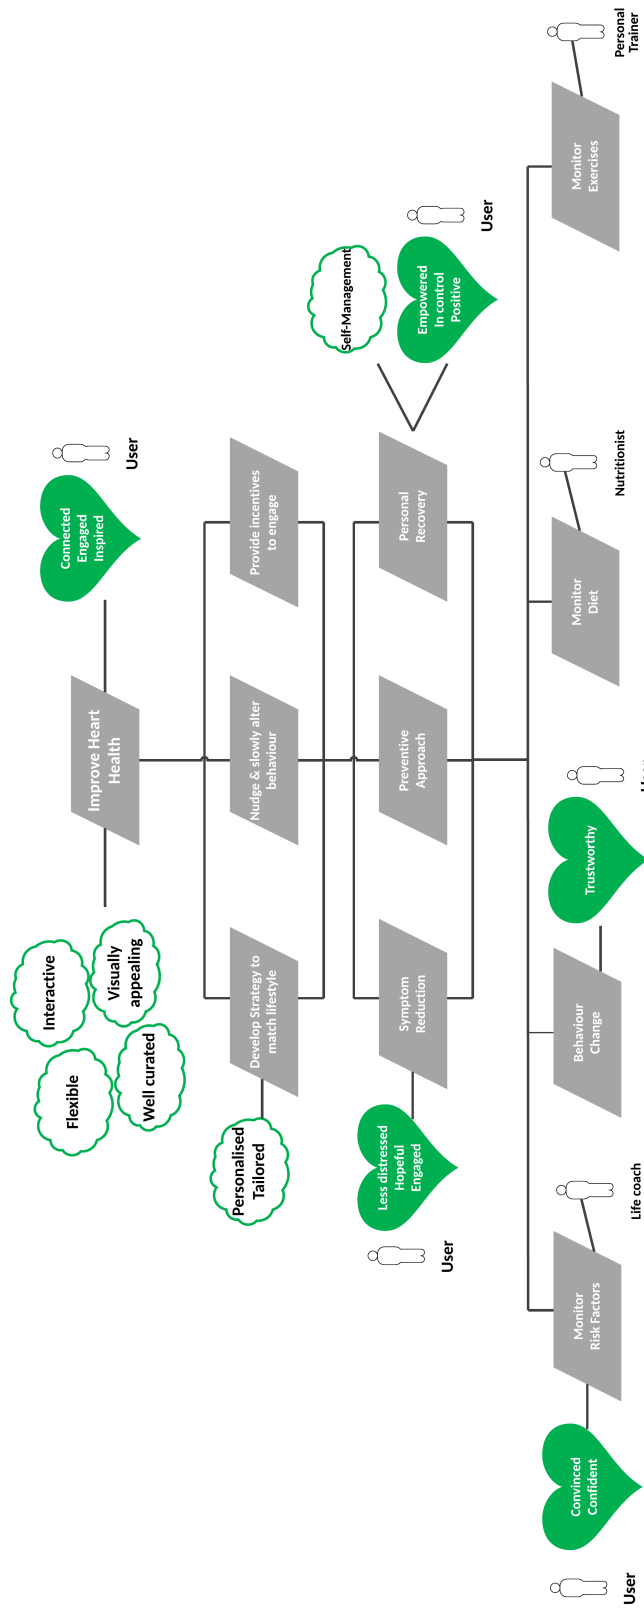 Flexible
Interactive
Well curated
Visually
appealing
Improve Heart
Health
Connected
Engaged
Inspired
User
Personalised
Tailored
Develop Strategy to
match lifestyle
Nudge & slowly alter
behaviour
Provide incentives
to engage
User
Less distressed
Hopeful
Engaged
Symptom
Reduction
Preventive
Approach
Personal
Recovery
Self-Management
Empowered
In control
Positive
User
User
Convinced
Confident
Monitor
Risk Factors
Life coach
Behaviour
Change
Trustworthy
Monitor
Diet
Nutritionist
Monitor
Exercises
Personal
Trainer